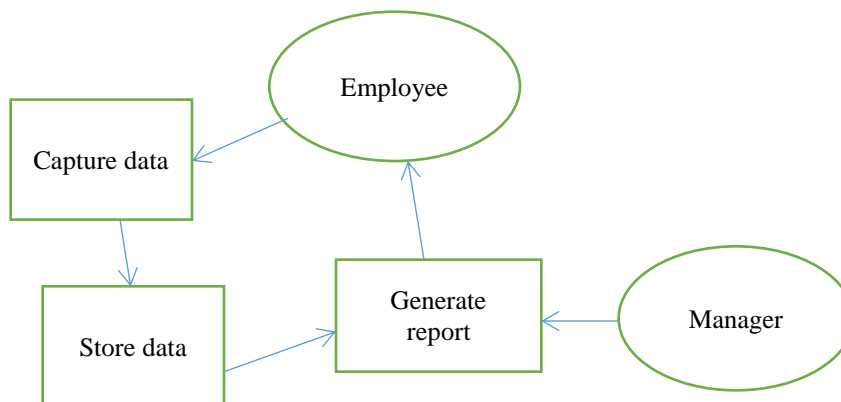 Employee
Capture data
Generate
report
Manager
Store data